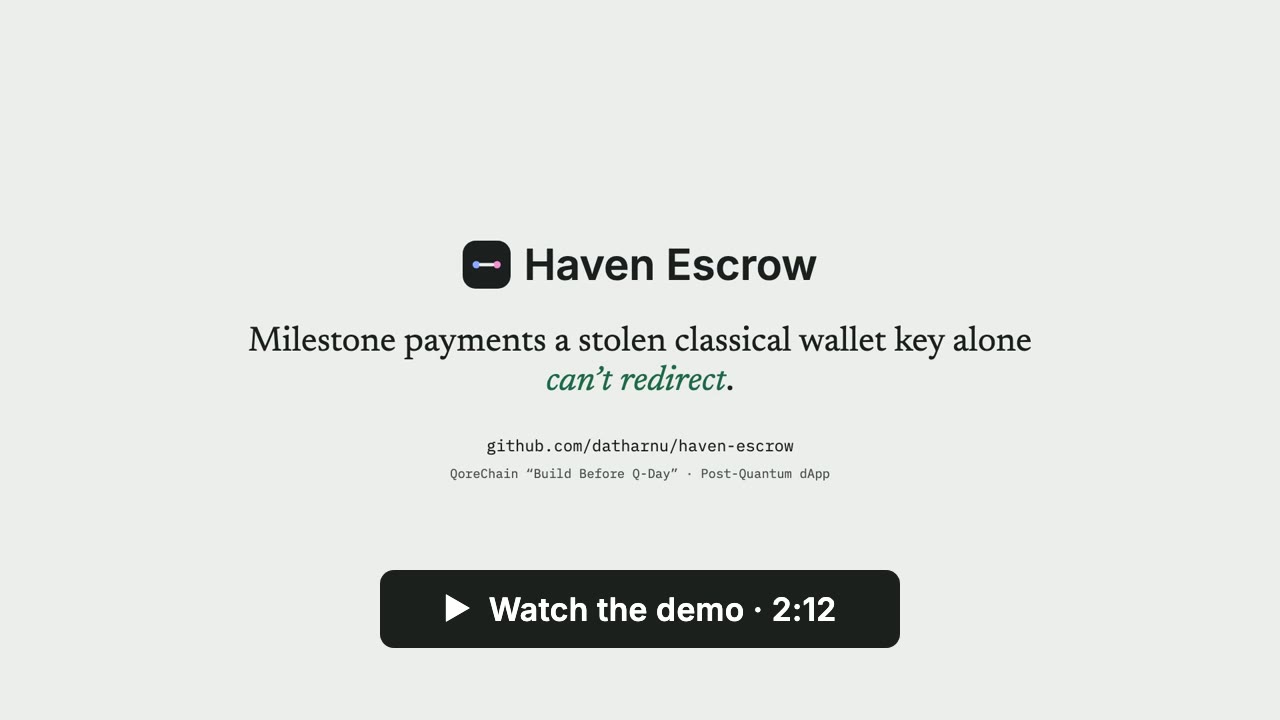 Haven Escrow
Milestone payments a stolen classical wallet key alone
can’t redirect.
github.com/datharnu/haven-escrow
QoreChain “Build Before Q-Day” · Post-Quantum dApp
▶ Watch the demo · 2:12